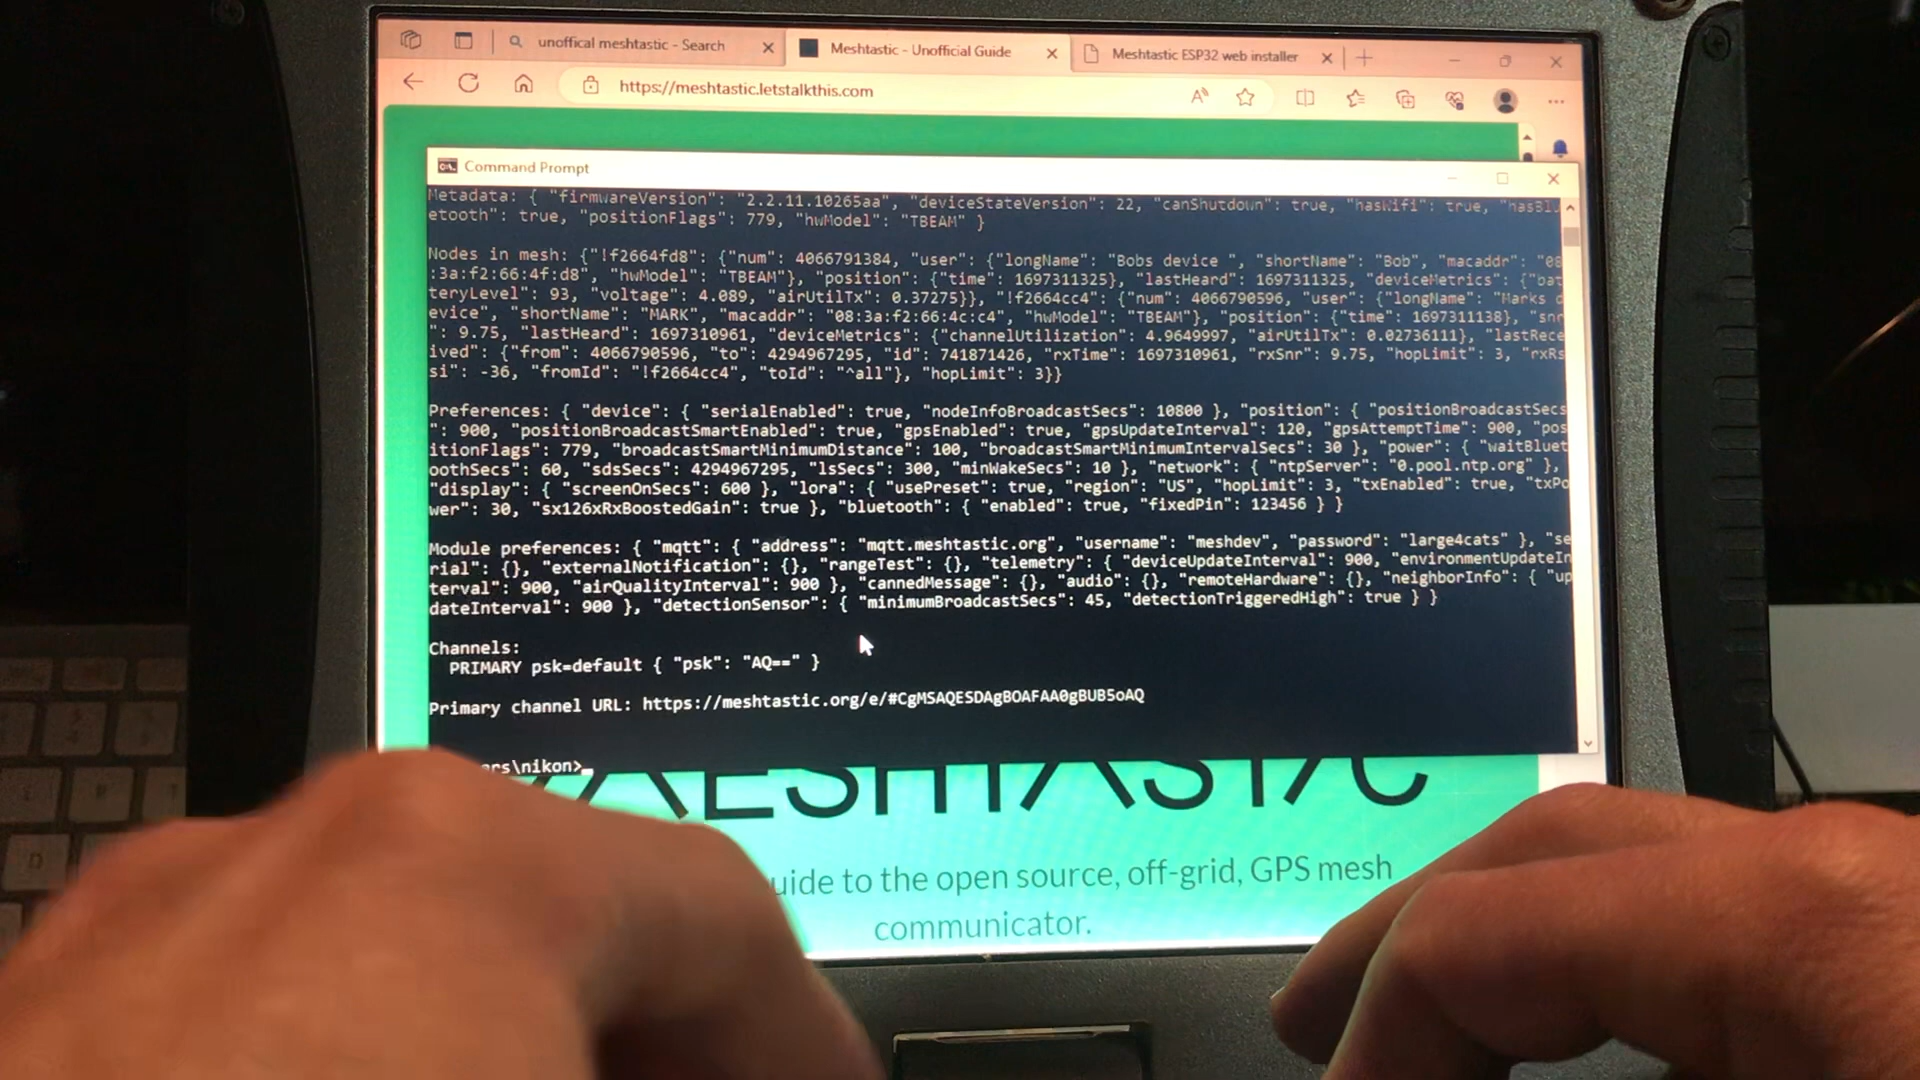 unoffical meshtastic - Search
Meshtastic - Unofficial Guide
Meshtastic ESP32 web installer
https://meshtastic.letstalkthis.com
Command Prompt
Metadata: { "firmwareVersion": "2.2.11.10265aa", "deviceStateVersion": 22, "canShutdown": true, "hasWifi": true, "hasBlu
etooth": true, "positionFlags": 779, "hwModel": "TBEAM" }
Nodes in mesh: {"!f2664fd8": {"num": 4066791384, "user": {"longName": "Bobs device ", "shortName": "Bob", "macaddr": "08
:3a:f2:66:4f:d8", "hwModel": "TBEAM"}, "position": {"time": 1697311325}, "lastHeard": 1697311325, "deviceMetrics": {"bat
teryLevel": 93, "voltage": 4.089, "airUtilTx": 0.37275}}, "!f2664cc4": {"num": 4066790596, "user": {"longName": "Marks d
evice", "shortName": "MARK", "macaddr": "08:3a:f2:66:4c:c4", "hwModel": "TBEAM"}, "position": {"time": 1697311138}, "snr
": 9.75, "lastHeard": 1697310961, "deviceMetrics": {"channelUtilization": 4.9649997, "airUtilTx": 0.02736111}, "lastRece
ived": {"from": 4066790596, "to": 4294967295, "id": 741871426, "rxTime": 1697310961, "rxSnr": 9.75, "hopLimit": 3, "rxRs
si": -36, "fromId": "!f2664cc4", "toId": "^all"}, "hopLimit": 3}}
Preferences: { "device": { "serialEnabled": true, "nodeInfoBroadcastSecs": 10800 }, "position": { "positionBroadcastSecs
": 900, "positionBroadcastSmartEnabled": true, "gpsEnabled": true, "gpsUpdateInterval": 120, "gpsAttemptTime": 900, "pos
itionFlags": 779, "broadcastSmartMinimumDistance": 100, "broadcastSmartMinimumIntervalSecs": 30 }, "power": { "waitBluet
oothSecs": 60, "sdsSecs": 4294967295, "lsSecs": 300, "minWakeSecs": 10 }, "network": { "ntpServer": "0.pool.ntp.org" },
"display": { "screenOnSecs": 600 }, "lora": { "usePreset": true, "region": "US", "hopLimit": 3, "txEnabled": true, "txPo
wer": 30, "sx126xRxBoostedGain": true }, "bluetooth": { "enabled": true, "fixedPin": 123456 } }
Module preferences: { "mqtt": { "address": "mqtt.meshtastic.org", "username": "meshdev", "password": "large4cats" }, "se
rial": {}, "externalNotification": {}, "rangeTest": {}, "telemetry": { "deviceUpdateInterval": 900, "environmentUpdateIn
terval": 900, "airQualityInterval": 900 }, "cannedMessage": {}, "audio": {}, "remoteHardware": {}, "neighborInfo": { "up
dateInterval": 900 }, "detectionSensor": { "minimumBroadcastSecs": 45, "detectionTriggeredHigh": true } }
Channels:
PRIMARY psk=default { "psk": "AQ==" }
Primary channel URL: https://meshtastic.org/e/#CgMSAQESDAgBOAFAA0gBUB5oAQ
ers\nikon>_
MESHTASTIC
uide to the open source, off-grid, GPS mesh
communicator.